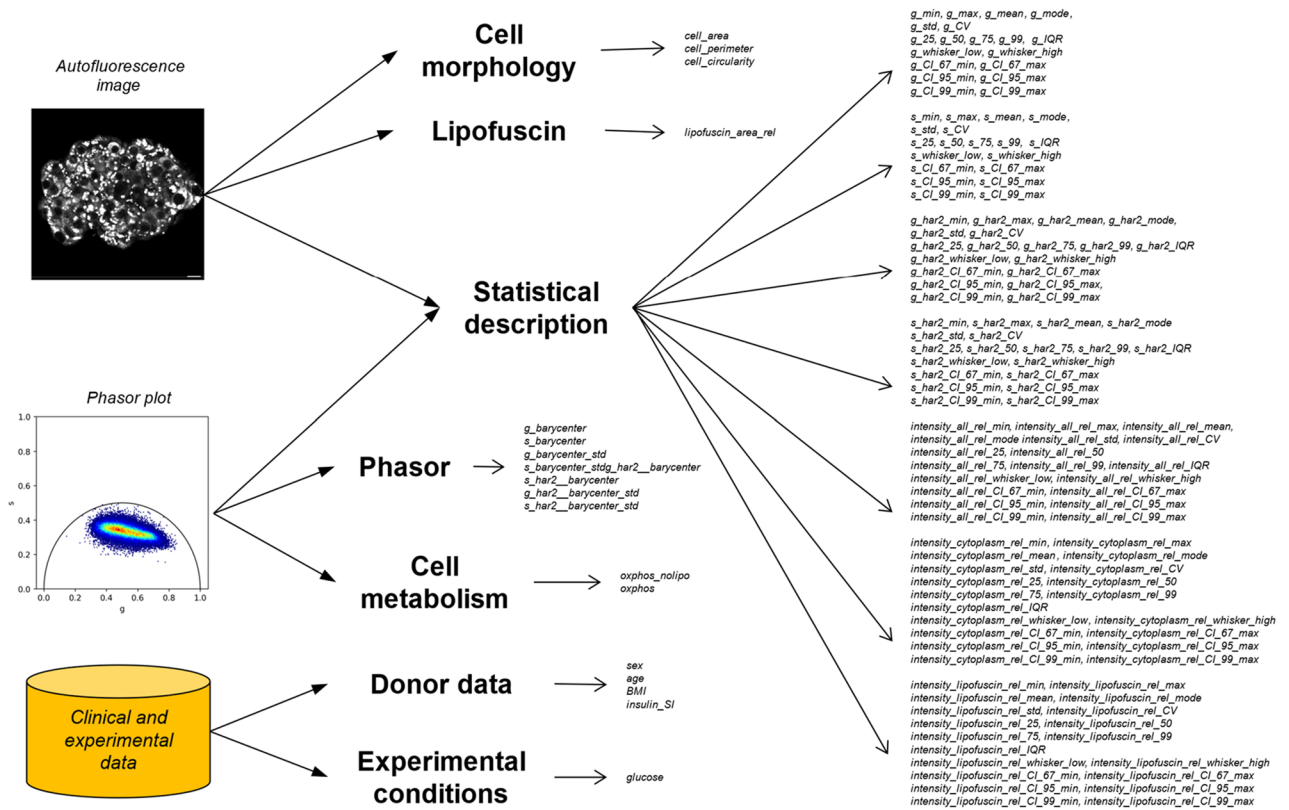 Autofluorescence
image
Cell
morphology
cell_area
cell_perimeter
cell_circularity
Lipofuscin
lipofuscin_area_rel
Statistical
description
g_min, g_max, g_mean, g_mode,
g_std, g_CV
g_25, g_50, g_75, g_99, g_IQR
g_whisker_low, g_whisker_high
g_CI_67_min, g_CI_67_max
g_CI_95_min, g_CI_95_max
g_CI_99_min, g_CI_99_max
s_min, s_max, s_mean, s_mode,
s_std, s_CV
s_25, s_50, s_75, s_99, s_IQR
s_whisker_low, s_whisker_high
s_CI_67_min, s_CI_67_max
s_CI_95_min, s_CI_95_max
s_CI_99_min, s_CI_99_max
g_har2_min, g_har2_max, g_har2_mean, g_har2_mode,
g_har2_std, g_har2_CV
g_har2_25, g_har2_50, g_har2_75, g_har2_99, g_har2_IQR
g_har2_whisker_low, g_har2_whisker_high
g_har2_CI_67_min, g_har2_CI_67_max
g_har2_CI_95_min, g_har2_CI_95_max,
g_har2_CI_99_min, g_har2_CI_99_max
s_har2_min, s_har2_max, s_har2_mean, s_har2_mode
s_har2_std, s_har2_CV
s_har2_25, s_har2_50, s_har2_75, s_har2_99, s_har2_IQR
s_har2_whisker_low, s_har2_whisker_high
s_har2_CI_67_min, s_har2_CI_67_max
s_har2_CI_95_min, s_har2_CI_95_max
s_har2_CI_99_min, s_har2_CI_99_max
intensity_all_rel_min, intensity_all_rel_max, intensity_all_rel_mean,
intensity_all_rel_mode intensity_all_rel_std, intensity_all_rel_CV
intensity_all_rel_25, intensity_all_rel_50
intensity_all_rel_75, intensity_all_rel_99, intensity_all_rel_IQR
intensity_all_rel_whisker_low, intensity_all_rel_whisker_high
intensity_all_rel_CI_67_min, intensity_all_rel_CI_67_max
intensity_all_rel_CI_95_min, intensity_all_rel_CI_95_max
intensity_all_rel_CI_99_min, intensity_all_rel_CI_99_max
intensity_cytoplasm_rel_min, intensity_cytoplasm_rel_max
intensity_cytoplasm_rel_mean, intensity_cytoplasm_rel_mode
intensity_cytoplasm_rel_std, intensity_cytoplasm_rel_CV
intensity_cytoplasm_rel_25, intensity_cytoplasm_rel_50
intensity_cytoplasm_rel_75, intensity_cytoplasm_rel_99
intensity_cytoplasm_rel_IQR
intensity_cytoplasm_rel_whisker_low, intensity_cytoplasm_rel_whisker_high
intensity_cytoplasm_rel_CI_67_min, intensity_cytoplasm_rel_CI_67_max
intensity_cytoplasm_rel_CI_95_min, intensity_cytoplasm_rel_CI_95_max
intensity_cytoplasm_rel_CI_99_min, intensity_cytoplasm_rel_CI_99_max
intensity_lipofuscin_rel_min, intensity_lipofuscin_rel_max
intensity_lipofuscin_rel_mean, intensity_lipofuscin_rel_mode
intensity_lipofuscin_rel_std, intensity_lipofuscin_rel_CV
intensity_lipofuscin_rel_25, intensity_lipofuscin_rel_50
intensity_lipofuscin_rel_75, intensity_lipofuscin_rel_99
intensity_lipofuscin_rel_IQR
intensity_lipofuscin_rel_whisker_low, intensity_lipofuscin_rel_whisker_high
intensity_lipofuscin_rel_CI_67_min, intensity_lipofuscin_rel_CI_67_max
intensity_lipofuscin_rel_CI_95_min, intensity_lipofuscin_rel_CI_95_max
intensity_lipofuscin_rel_CI_99_min, intensity_lipofuscin_rel_CI_99_max
Phasor plot
1.0
0.8
0.6
0.4
0.2
0.0
s
0.0 0.2 0.4 0.6 0.8 1.0
g
Phasor
g_barycenter
s_barycenter
g_barycenter_std
s_barycenter_stdg_har2__barycenter
s_har2__barycenter
g_har2__barycenter_std
s_har2__barycenter_std
Cell
metabolism
oxphos_nolipo
oxphos
Clinical and
experimental
data
Donor data
sex
age
BMI
insulin_SI
Experimental
conditions
glucose